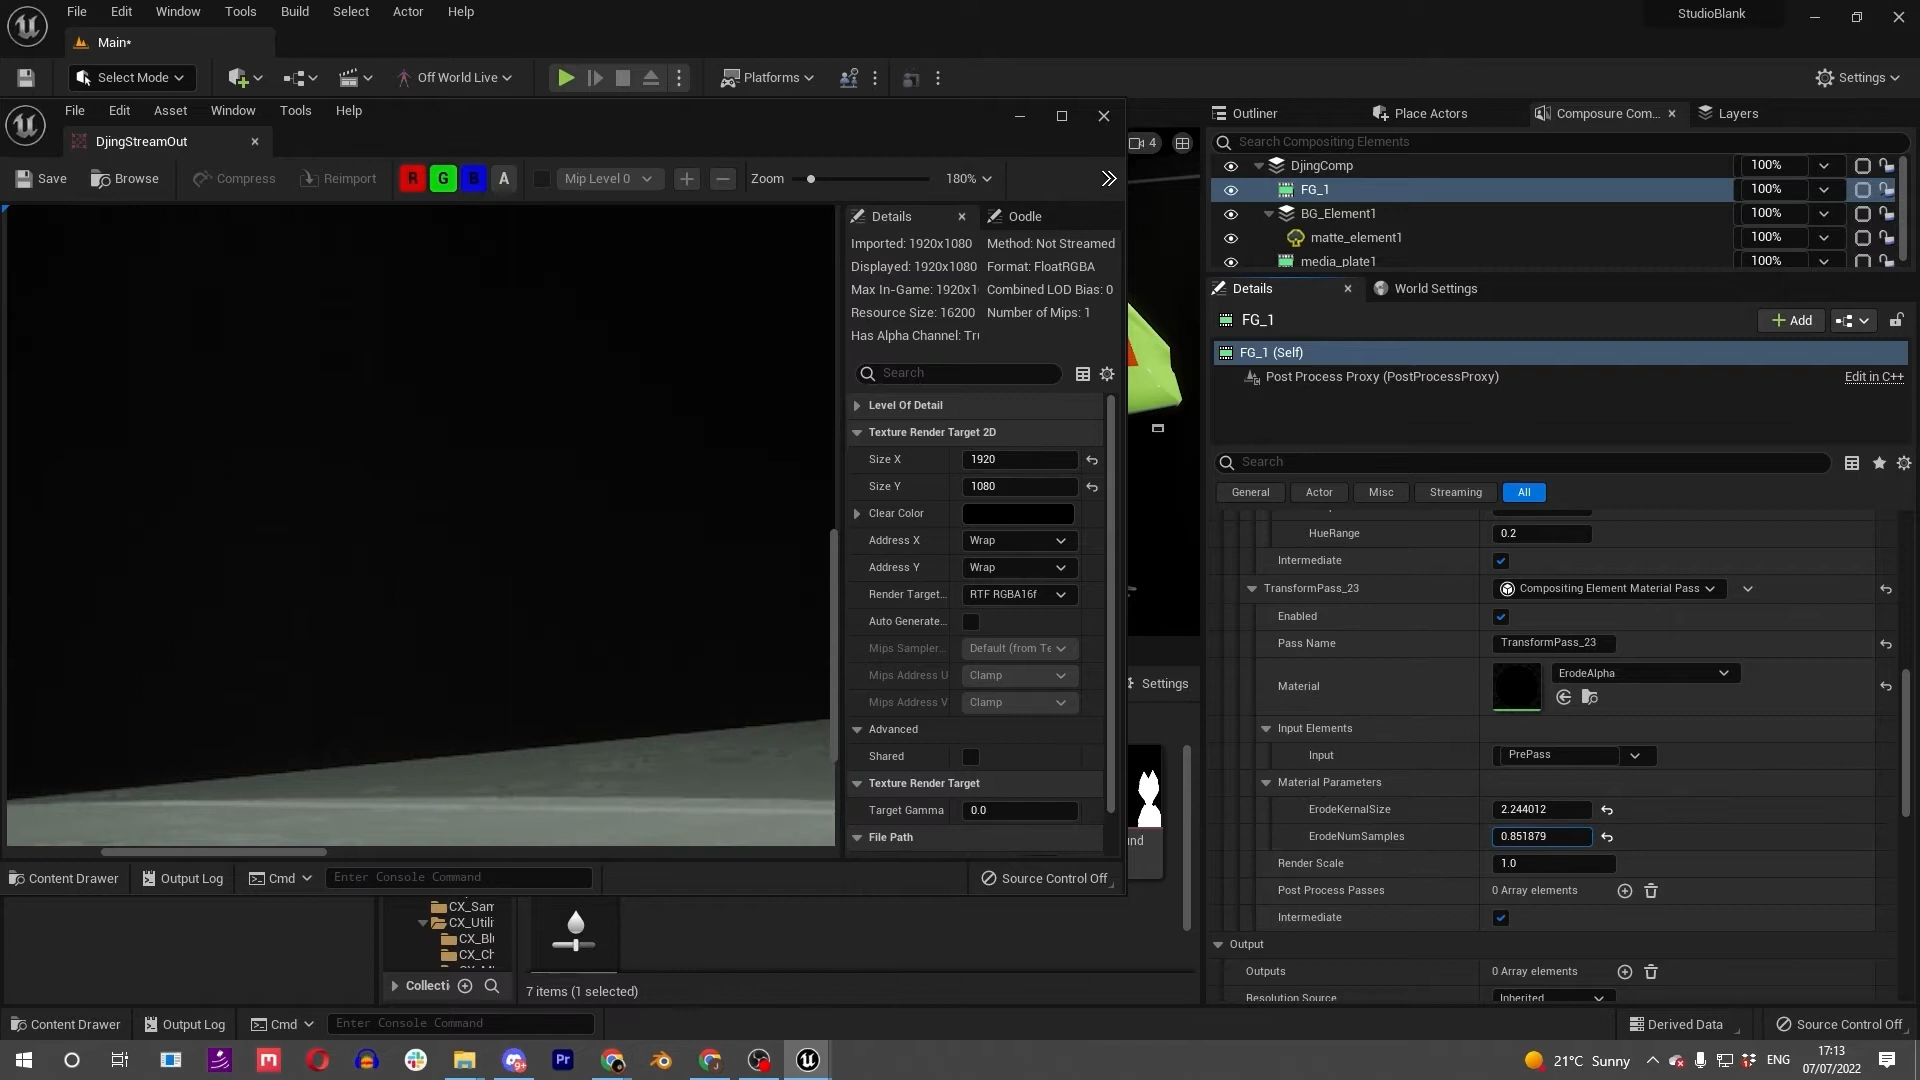 File Edit Window Tools Build Select Actor Help
StudioBlank
Main*
Select Mode
Off World Live
Platforms
Settings
File Edit Asset Window Tools Help
DjingStreamOut
Save Browse Compress Reimport R G B A Mip Level 0 Zoom 180%
Details Oodle
Imported: 1920x1080 Method: Not Streamed
Displayed: 1920x1080 Format: FloatRGBA
Max In-Game: 1920x1 Combined LOD Bias: 0
Resource Size: 16200 Number of Mips: 1
Has Alpha Channel: Tr
Search
Level Of Detail
Texture Render Target 2D
Size X 1920
Size Y 1080
Clear Color
Address X Wrap
Address Y Wrap
Render Target... RTF RGBA16f
Auto Generate...
Mips Sampler... Default (from Te
Mips Address U Clamp
Mips Address V Clamp
Advanced
Shared
Texture Render Target
Target Gamma 0.0
File Path
Content Drawer Output Log Cmd Enter Console Command Source Control Off
4
Settings
nd
CX_Sam
CX_Utili
CX_Bl
CX_Ch
Collecti
7 items (1 selected)
Outliner Place Actors Composure Com... Layers
Search Compositing Elements
DjingComp 100%
FG_1 100%
BG_Element1 100%
matte_element1 100%
media_plate1 100%
Details World Settings
FG_1 Add
FG_1 (Self)
Post Process Proxy (PostProcessProxy) Edit in C++
Search
General Actor Misc Streaming All
HueRange 0.2
Intermediate
TransformPass_23 Compositing Element Material Pass
Enabled
Pass Name TransformPass_23
Material ErodeAlpha
Input Elements
Input PrePass
Material Parameters
ErodeKernalSize 2.244012
ErodeNumSamples 0.851879
Render Scale 1.0
Post Process Passes 0 Array elements
Intermediate
Output
Outputs 0 Array elements
Resolution Source Inherited
Content Drawer Output Log Cmd Enter Console Command Derived Data Source Control Off
Pr 9+ 21°C Sunny ENG 17:13
07/07/2022